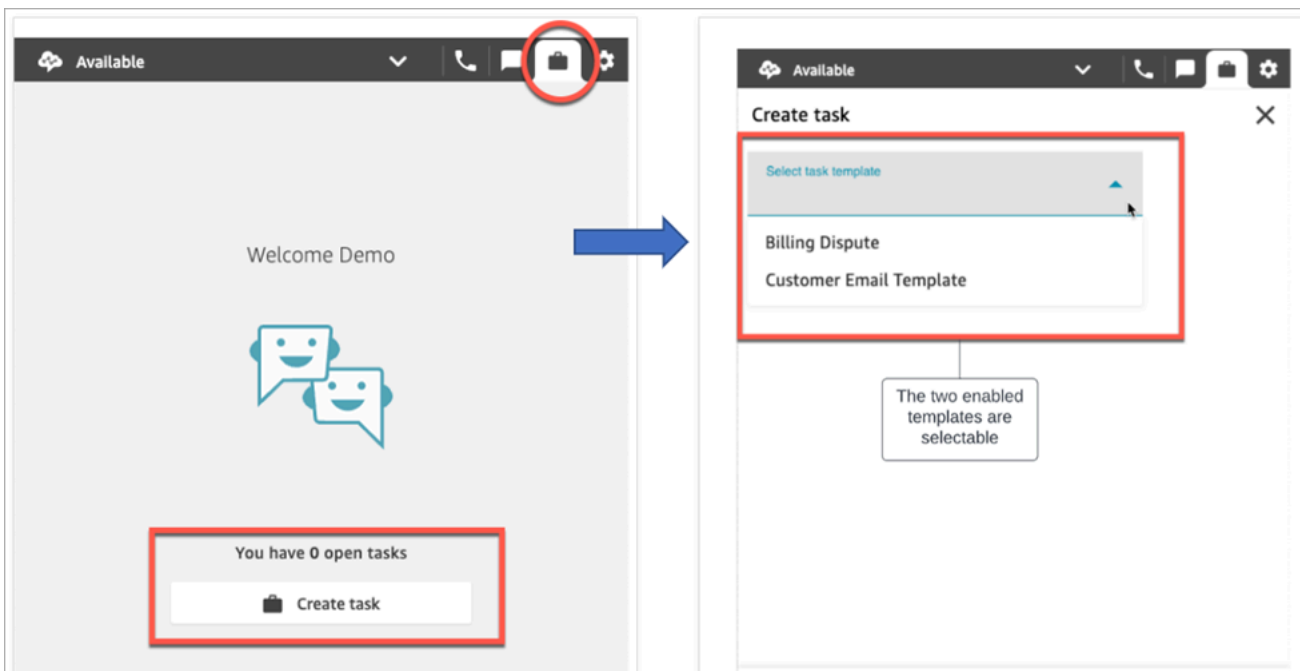 Available
Welcome Demo
You have 0 open tasks
Create task
Available
Create task
Select task template
Billing Dispute
Customer Email Template
The two enabled
templates are
selectable